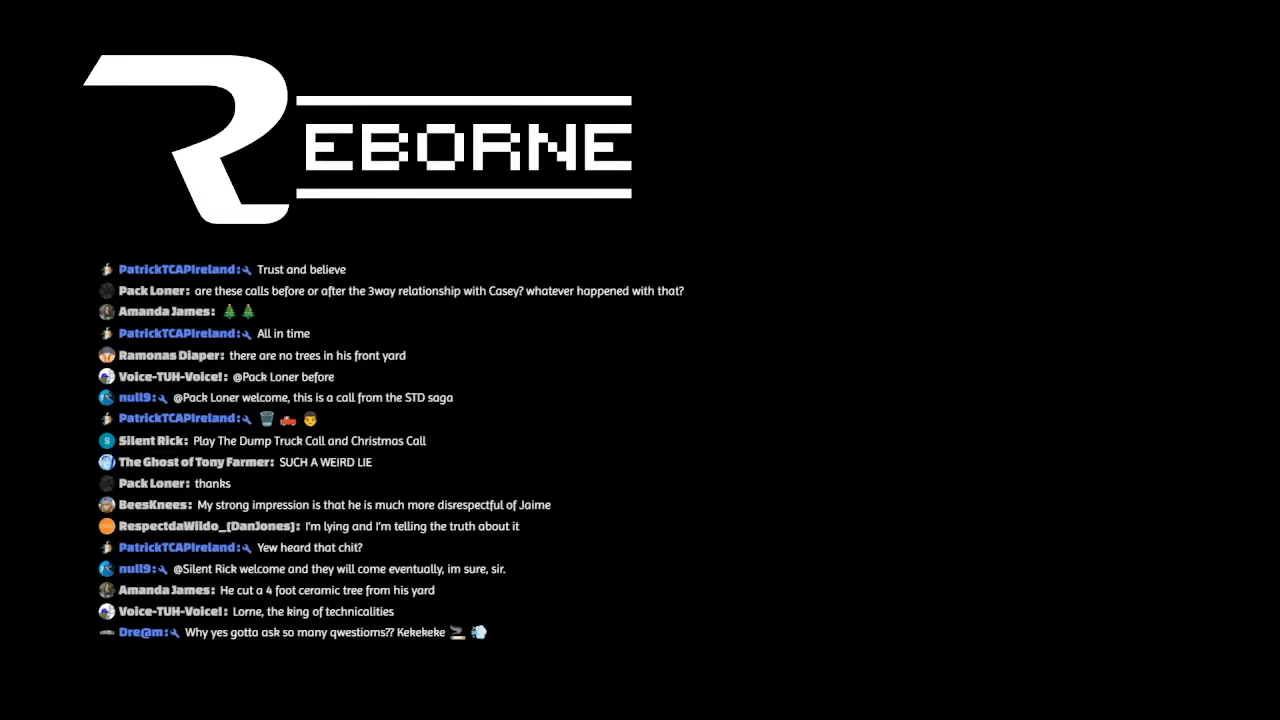 REBORNE
PatrickTCAPIreland: Trust and believe
Pack Loner: are these calls before or after the 3way relationship with Casey? whatever happened with that?
Amanda James: 🎄 🎄
PatrickTCAPIreland: All in time
Ramonas Diaper: there are no trees in his front yard
Voice-TUH-Voice!: @Pack Loner before
null9: @Pack Loner welcome, this is a call from the STD saga
PatrickTCAPIreland: 🗑️ 🛻 👨
Silent Rick: Play The Dump Truck Call and Christmas Call
The Ghost of Tony Farmer: SUCH A WEIRD LIE
Pack Loner: thanks
BeesKnees: My strong impression is that he is much more disrespectful of Jaime
RespectdaWildo_(DanJones): I'm lying and I'm telling the truth about it
PatrickTCAPIreland: Yew heard that chit?
null9: @Silent Rick welcome and they will come eventually, im sure, sir.
Amanda James: He cut a 4 foot ceramic tree from his yard
Voice-TUH-Voice!: Lorne, the king of technicalities
Dre@m: Why yes gotta ask so many qwestioms?? Kekekeke 🚬 💨